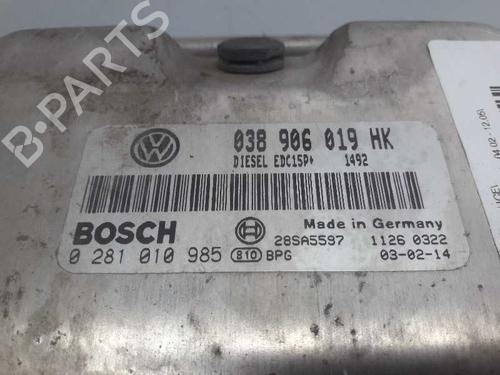 038 906 019 HK
DIESEL EDC15P+ 1492
BOSCH
Made in Germany
28SA5597 1126 0322
0 281 010 985 810 BPG 03-02-14